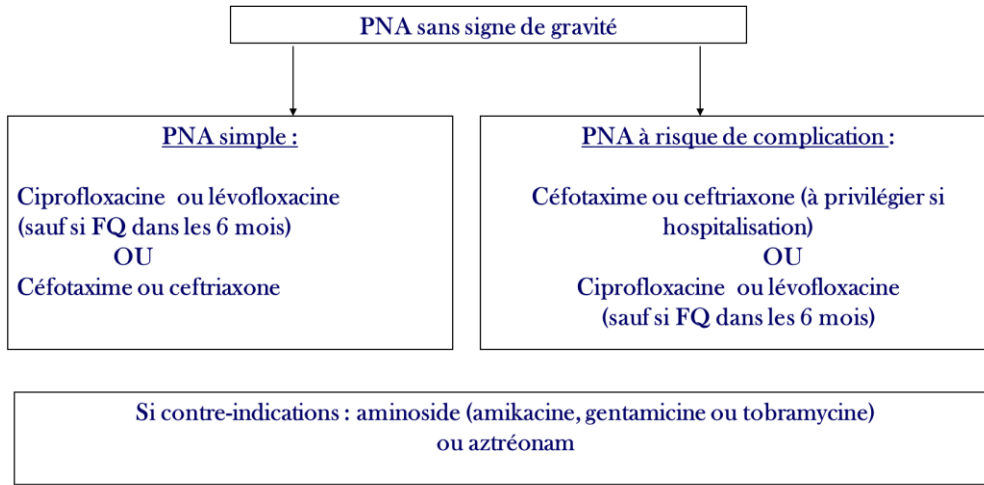 PNA sans signe de gravité
PNA simple :
Ciprofloxacine ou lévofloxacine
(sauf si FQ dans les 6 mois)
OU
Céfotaxime ou ceftriaxone
PNA à risque de complication :
Céfotaxime ou ceftriaxone (à privilégier si
hospitalisation)
OU
Ciprofloxacine ou lévofloxacine
(sauf si FQ dans les 6 mois)
Si contre-indications : aminoside (amikacine, gentamicine ou tobramycine)
ou aztréonam